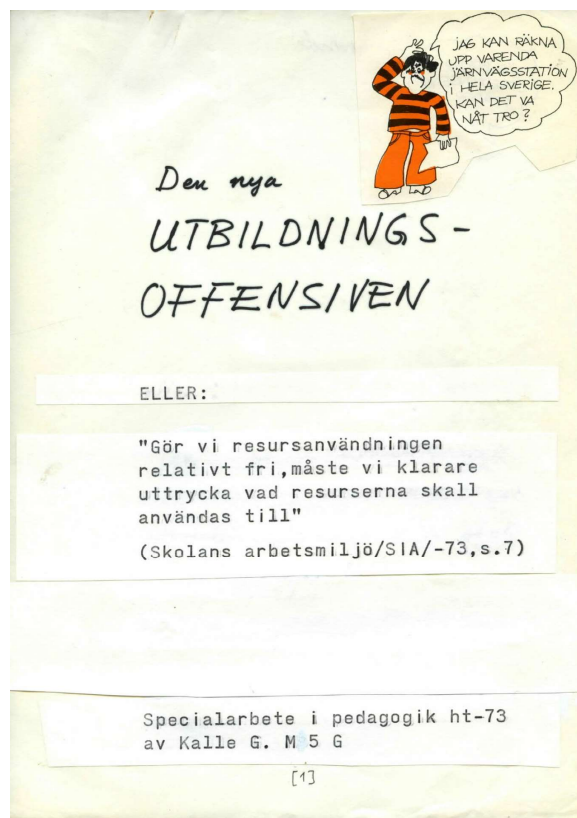 JAG KAN RÄKNA
UPP VARENDA
JÄRNVÄGSSTATION
i HELA SVERIGE.
KAN DET VA
NÅT TRO?
Den nya
UTBILDNINGS-
OFFENSIVEN
ELLER:
"Gör vi resursanvändningen
relativt fri,måste vi klarare
uttrycka vad resurserna skall
användas till"
(Skolans arbetsmiljö/SIA/-73,s.7)
Specialarbete i pedagogik ht-73
av Kalle G. M 5 G
[1]